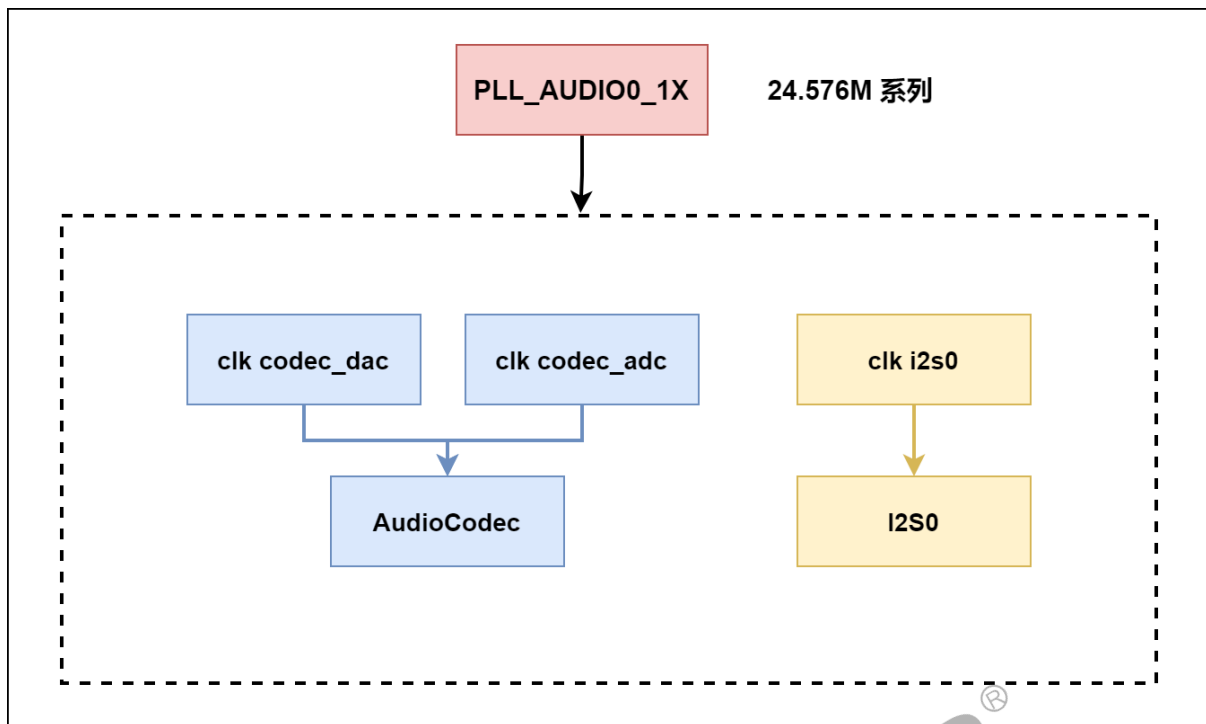 PLL_AUDIO0_1X
24.576M 系列
clk codec_dac
clk codec_adc
clk i2s0
AudioCodec
I2S0
®